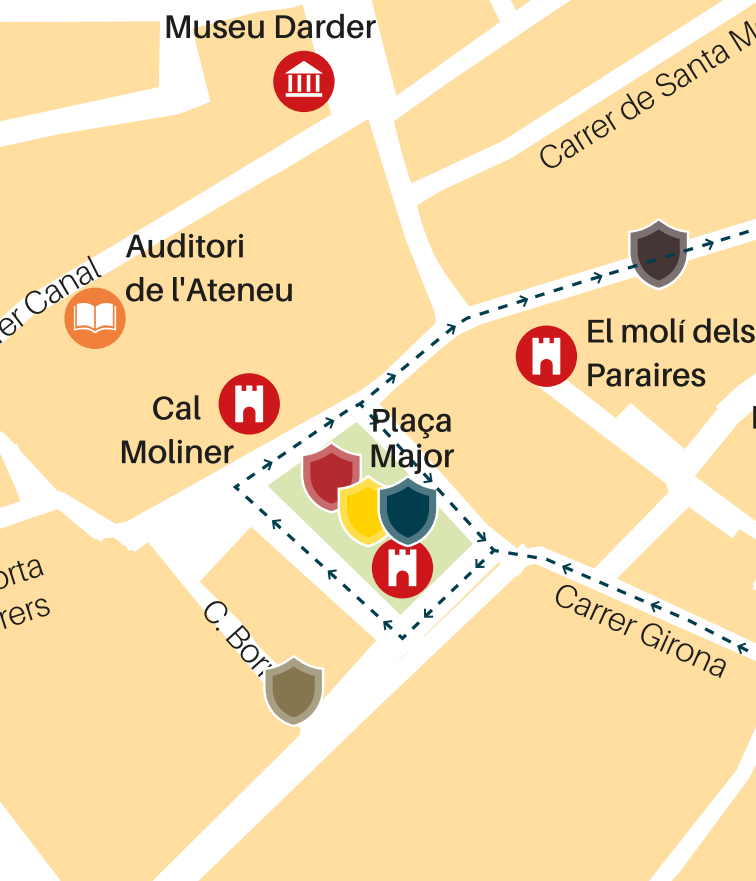 Museu Darder
Carrer de Santa M
Auditori
de l'Ateneu
er Canal
El molí dels
Paraires
Cal
Moliner
Plaça
Major
orta
rers
C. Bor
Carrer Girona